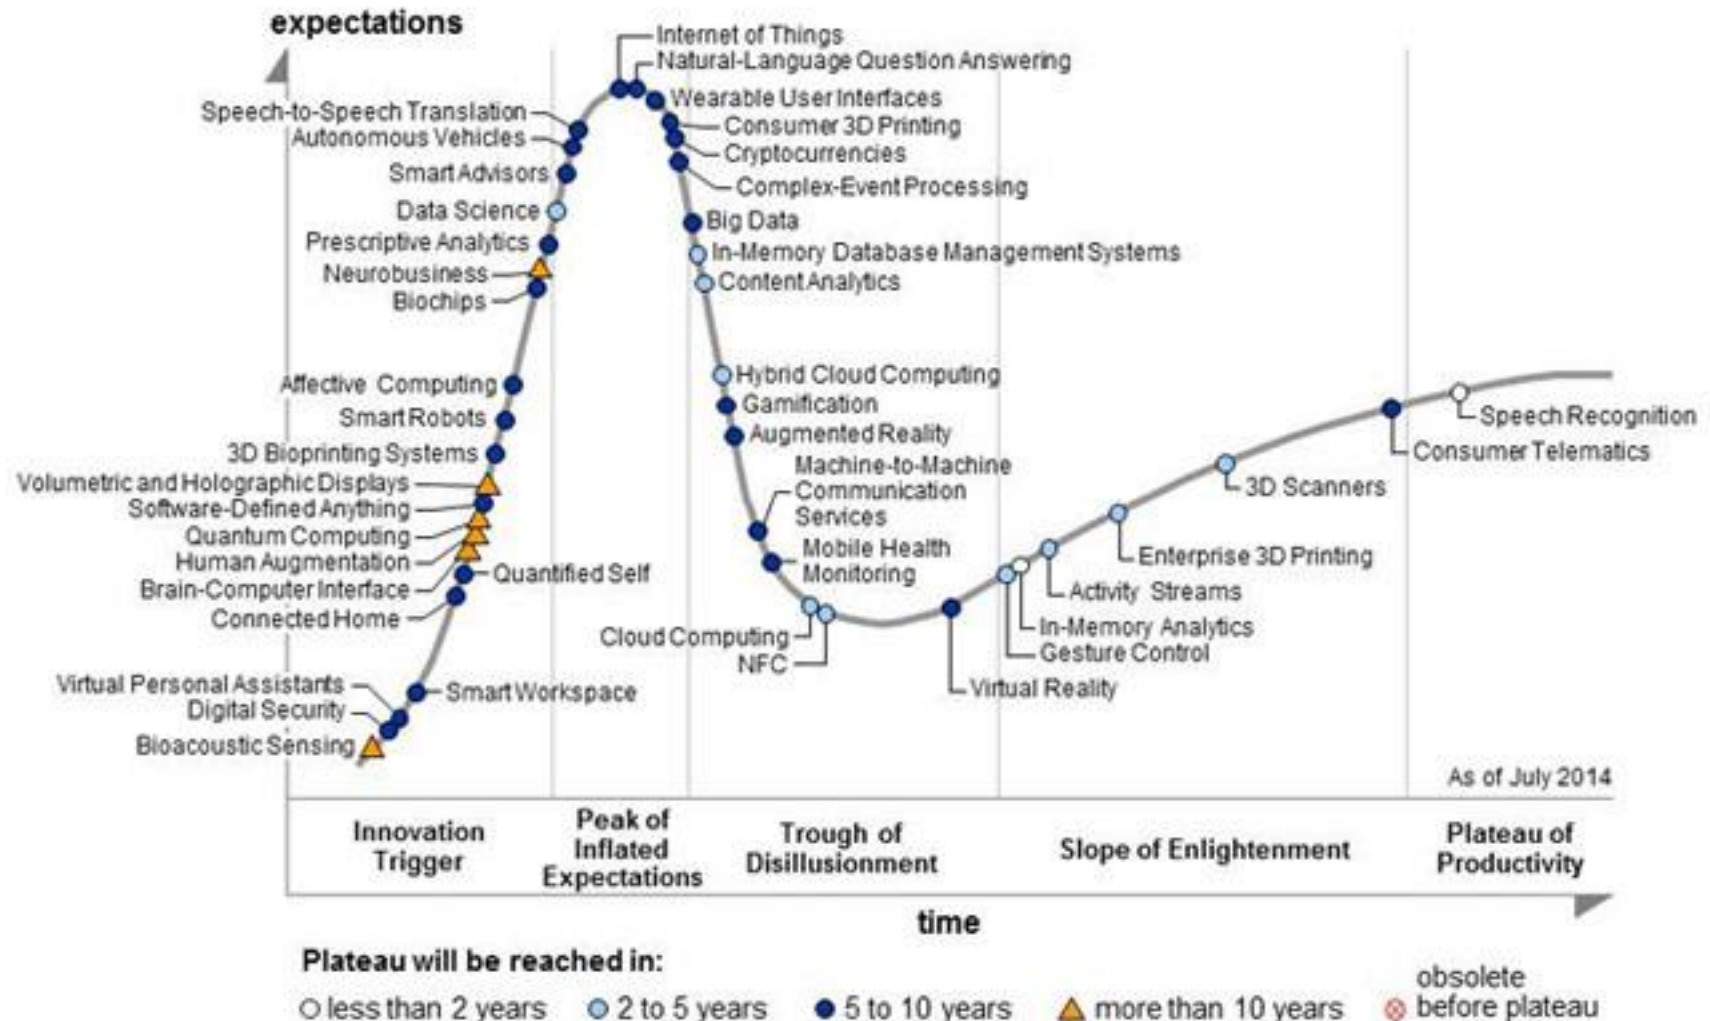 expectations
Internet of Things
Natural-Language Question Answering
Wearable User Interfaces
Speech-to-Speech Translation
Consumer 3D Printing
Autonomous Vehicles
Cryptocurrencies
Smart Advisors
Complex-Event Processing
Data Science
Big Data
Prescriptive Analytics
In-Memory Database Management Systems
Neurobusiness
Content Analytics
Biochips
Hybrid Cloud Computing
Affective Computing
Gamification
Smart Robots
Speech Recognition
Augmented Reality
3D Bioprinting Systems
Consumer Telematics
Machine-to-Machine
Communication
Services
Volumetric and Holographic Displays
3D Scanners
Software-Defined Anything
Quantum Computing
Mobile Health
Monitoring
Human Augmentation
Enterprise 3D Printing
Quantified Self
Brain-Computer Interface
Activity Streams
Connected Home
In-Memory Analytics
Cloud Computing
Gesture Control
NFC
Virtual Personal Assistants
Smart Workspace
Virtual Reality
Digital Security
Bioacoustic Sensing
As of July 2014
Innovation
Trigger
Peak of
Inflated
Expectations
Trough of
Disillusionment
Slope of Enlightenment
Plateau of
Productivity
time
Plateau will be reached in:
less than 2 years
2 to 5 years
5 to 10 years
more than 10 years
obsolete
before plateau